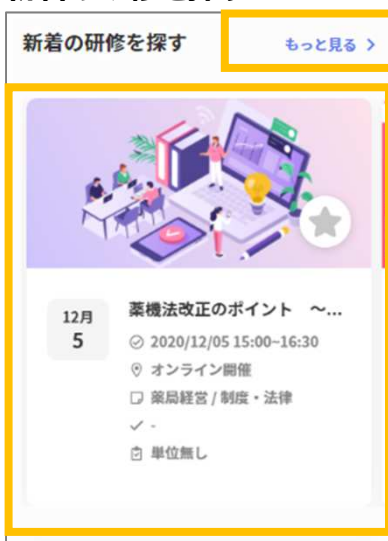 新着の研修を探す
もっと見る >
12月
5
薬機法改正のポイント ～...
2020/12/05 15:00~16:30
オンライン開催
薬局経営 / 制度・法律
-
単位無し